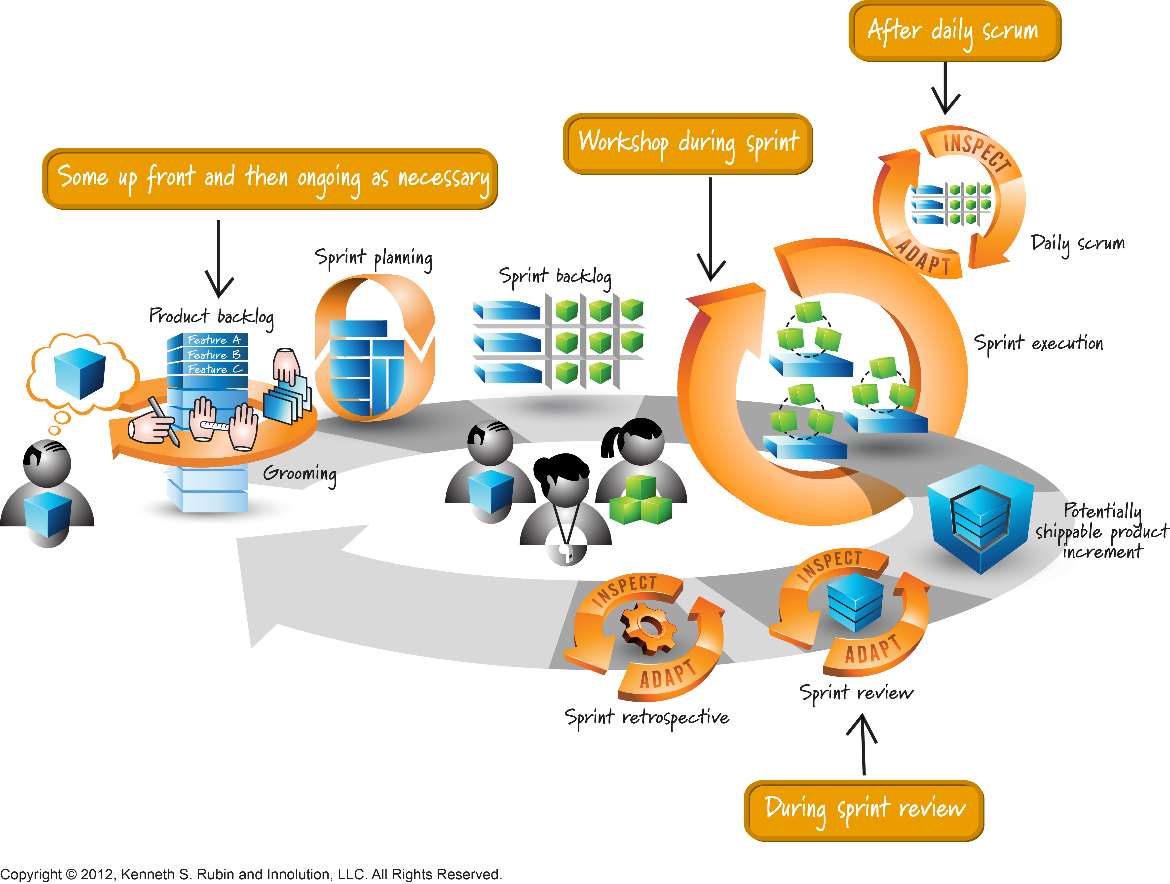 After daily scrum
Workshop during sprint
Some up front and then ongoing as necessary
INSPECT
ADAPT
Daily scrum
Sprint planning
Sprint backlog
Product backlog
Feature A
Feature B
Feature C
Sprint execution
Grooming
Potentially
shippable product
increment
INSPECT
ADAPT
Sprint review
INSPECT
ADAPT
Sprint retrospective
During sprint review
Copyright © 2012, Kenneth S. Rubin and Innolution, LLC. All Rights Reserved.